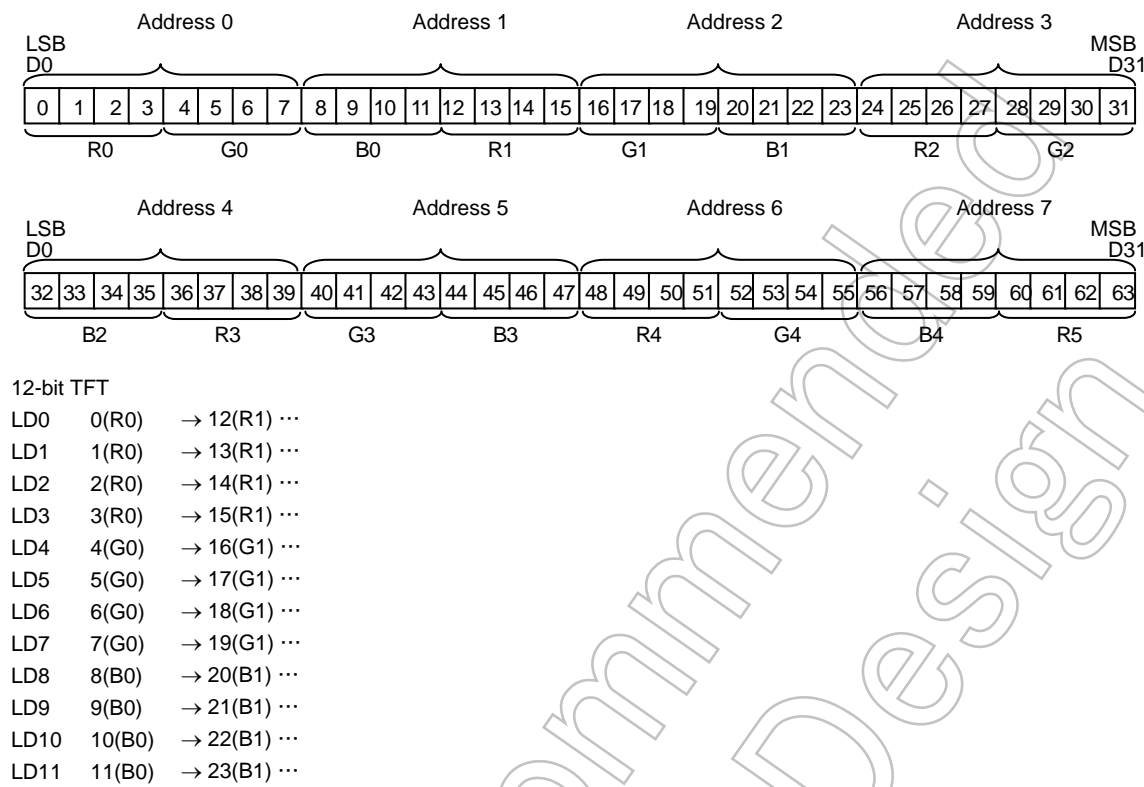 Address 0 Address 1 Address 2 Address 3
LSB MSB
D0 D31
0 1 2 3 4 5 6 7 8 9 10 11 12 13 14 15 16 17 18 19 20 21 22 23 24 25 26 27 28 29 30 31
R0 G0 B0 R1 G1 B1 R2 G2
Address 4 Address 5 Address 6 Address 7
LSB MSB
D0 D31
32 33 34 35 36 37 38 39 40 41 42 43 44 45 46 47 48 49 50 51 52 53 54 55 56 57 58 59 60 61 62 63
B2 R3 G3 B3 R4 G4 B4 R5
12-bit TFT
LD0 0(R0) → 12(R1) ⋯
LD1 1(R0) → 13(R1) ⋯
LD2 2(R0) → 14(R1) ⋯
LD3 3(R0) → 15(R1) ⋯
LD4 4(G0) → 16(G1) ⋯
LD5 5(G0) → 17(G1) ⋯
LD6 6(G0) → 18(G1) ⋯
LD7 7(G0) → 19(G1) ⋯
LD8 8(B0) → 20(B1) ⋯
LD9 9(B0) → 21(B1) ⋯
LD10 10(B0) → 22(B1) ⋯
LD11 11(B0) → 23(B1) ⋯
ommended
Design